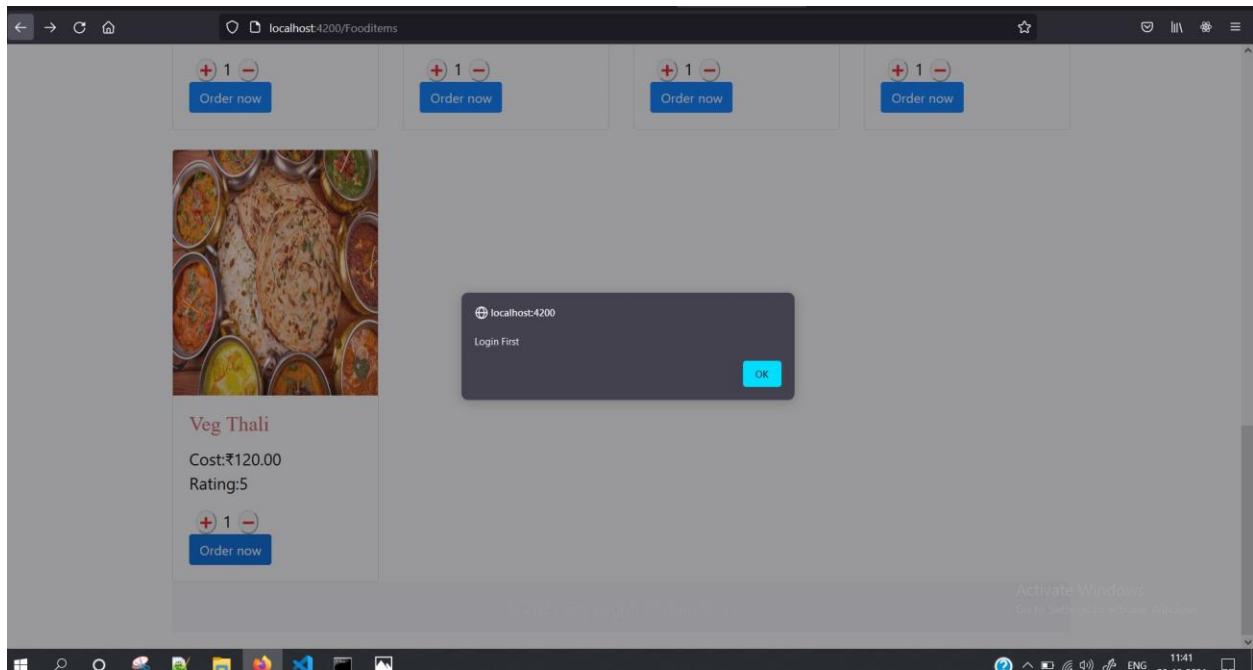 localhost:4200/Fooditems
1 1 1 1
Order now Order now Order now Order now
localhost:4200
Login First
OK
Veg Thali
Cost:₹120.00
Rating:5
1
Order now
Activate Windows
ENG 11:41